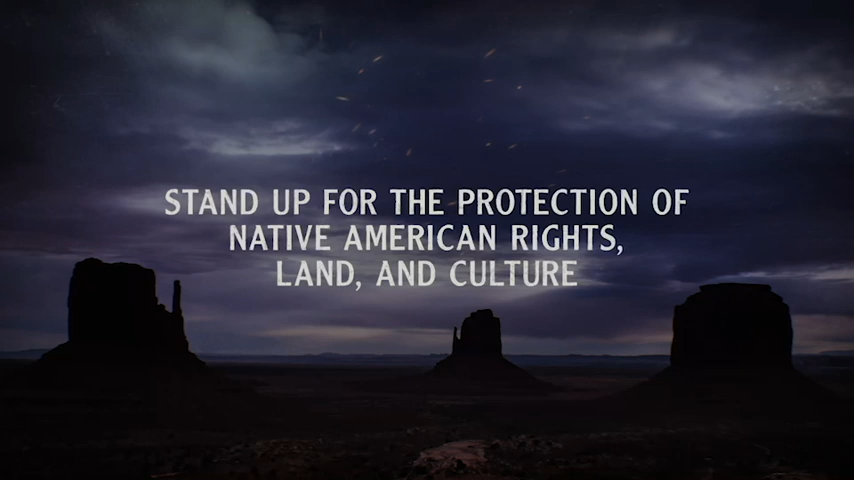 STAND UP FOR THE PROTECTION OF
NATIVE AMERICAN RIGHTS,
LAND, AND CULTURE